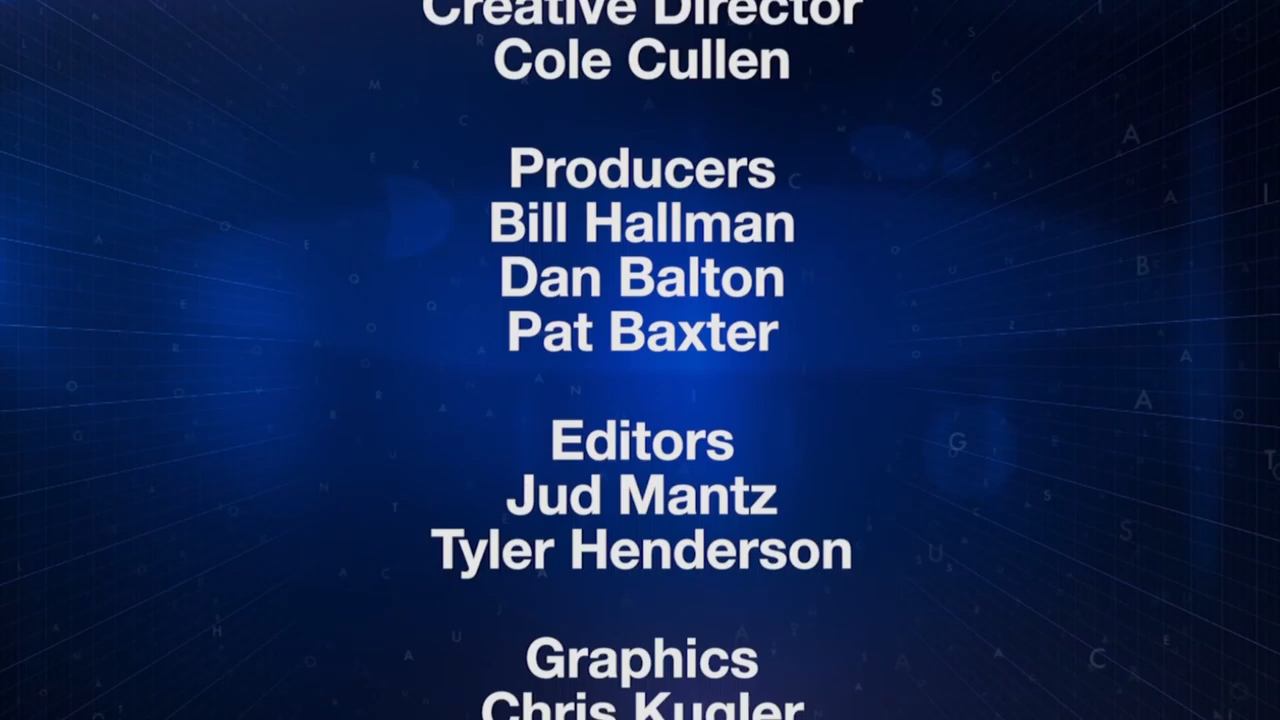 Creative Director
Cole Cullen
Producers
Bill Hallman
Dan Balton
Pat Baxter
Editors
Jud Mantz
Tyler Henderson
Graphics
Chris Kugler